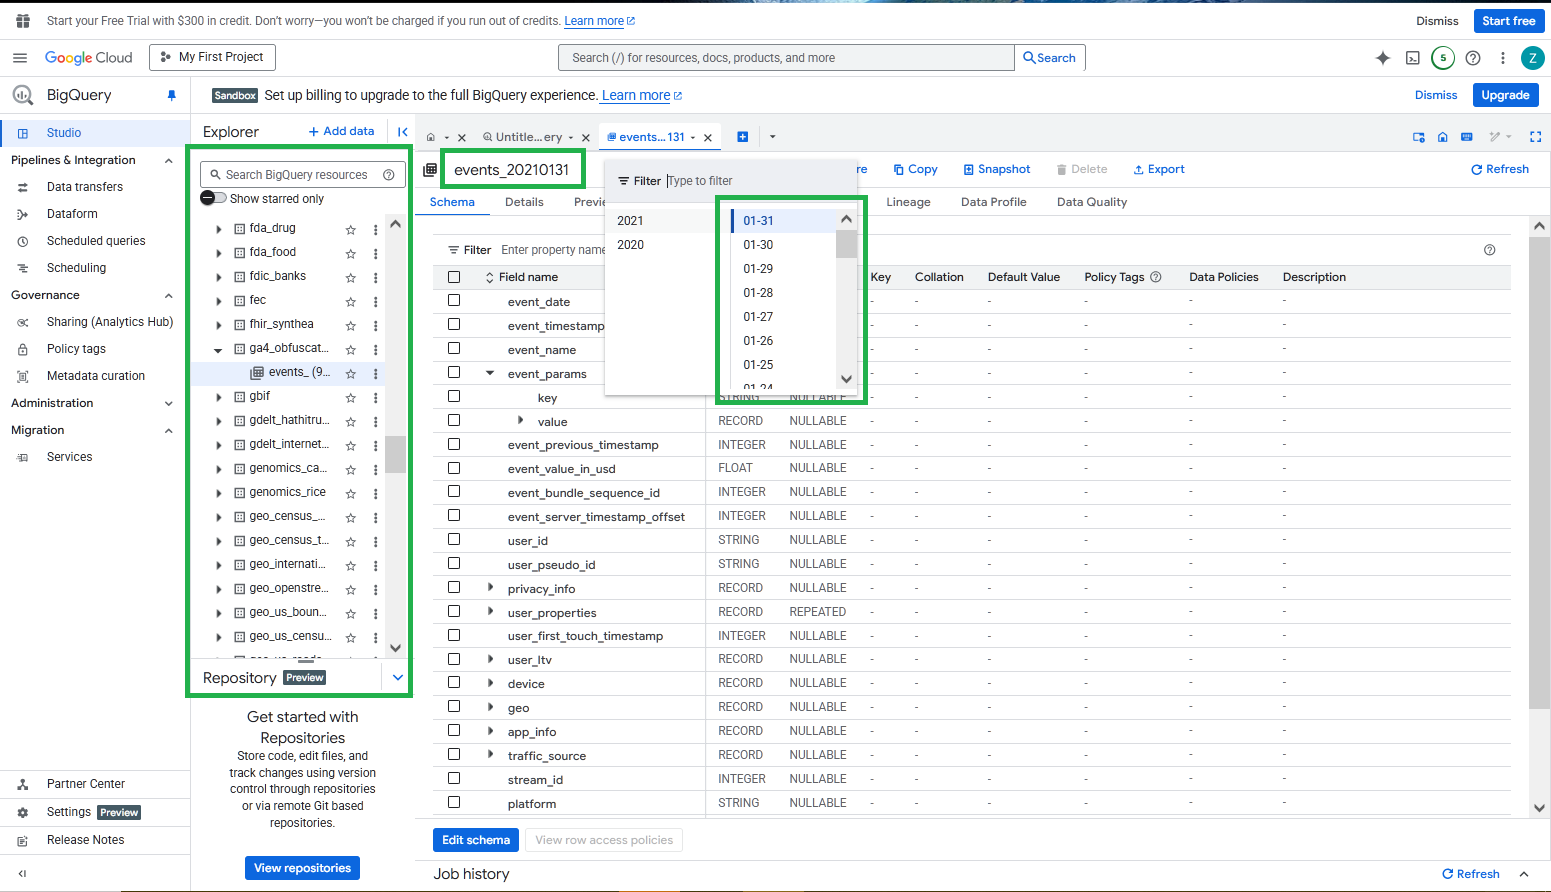 Start your Free Trial with $300 in credit. Don't worry—you won't be charged if you run out of credits. Learn more
Dismiss
Start free
Google Cloud
My First Project
Search (/) for resources, docs, products, and more
Search
5
Z
BigQuery
Sandbox Set up billing to upgrade to the full BigQuery experience. Learn more
Dismiss
Upgrade
Studio
Pipelines & Integration
Data transfers
Dataform
Scheduled queries
Scheduling
Governance
Sharing (Analytics Hub)
Policy tags
Metadata curation
Administration
Migration
Services
Partner Center
Settings Preview
Release Notes
Explorer
+ Add data
Search BigQuery resources
Show starred only
fda_drug
fda_food
fdic_banks
fec
fhir_synthea
ga4_obfuscat...
events_ (9...
gbif
gdelt_hathitru...
gdelt_internet...
genomics_ca...
genomics_rice
geo_census_...
geo_census_t...
geo_internati...
geo_openstre...
geo_us_boun...
geo_us_censu...
Repository Preview
Get started with
Repositories
Store code, edit files, and
track changes using version
control through repositories
or via remote Git based
repositories.
View repositories
Untitle...ery
events...131
events_20210131
re
Copy
Snapshot
Delete
Export
Refresh
Schema
Details
Previe
Lineage
Data Profile
Data Quality
Filter Type to filter
2021
2020
01-31
01-30
01-29
01-28
01-27
01-26
01-25
01-24
Filter Enter property name
Field name Key Collation Default Value Policy Tags Data Policies Description
event_date - - - - - -
event_timestamp - - - - - -
event_name - - - - - -
event_params - - - - - -
key STRING NULLABLE - - - - - -
value RECORD NULLABLE - - - - - -
event_previous_timestamp INTEGER NULLABLE - - - - - -
event_value_in_usd FLOAT NULLABLE - - - - - -
event_bundle_sequence_id INTEGER NULLABLE - - - - - -
event_server_timestamp_offset INTEGER NULLABLE - - - - - -
user_id STRING NULLABLE - - - - - -
user_pseudo_id STRING NULLABLE - - - - - -
privacy_info RECORD NULLABLE - - - - - -
user_properties RECORD REPEATED - - - - - -
user_first_touch_timestamp INTEGER NULLABLE - - - - - -
user_ltv RECORD NULLABLE - - - - - -
device RECORD NULLABLE - - - - - -
geo RECORD NULLABLE - - - - - -
app_info RECORD NULLABLE - - - - - -
traffic_source RECORD NULLABLE - - - - - -
stream_id INTEGER NULLABLE - - - - - -
platform STRING NULLABLE - - - - - -
Edit schema
View row access policies
Job history
Refresh